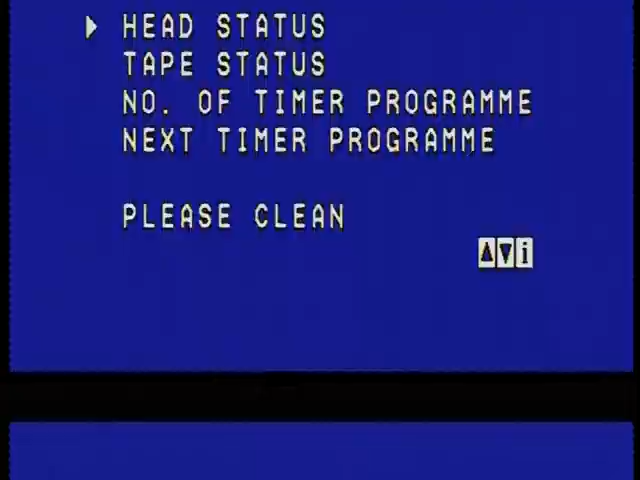 HEAD STATUS
TAPE STATUS
NO. OF TIMER PROGRAMME
NEXT TIMER PROGRAMME
PLEASE CLEAN
i